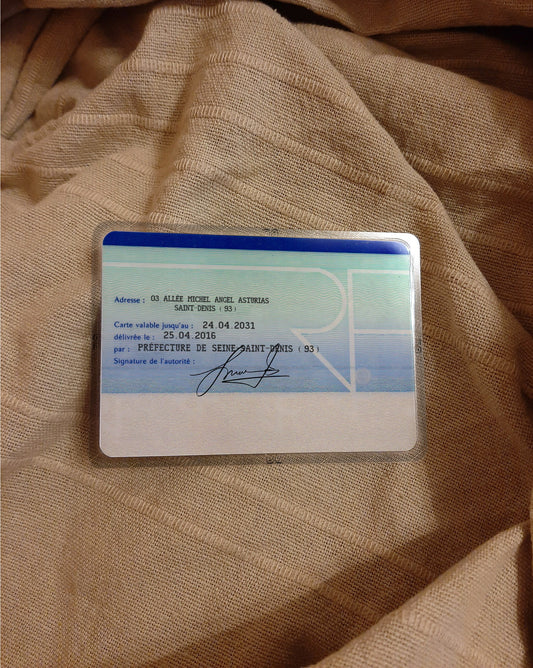 Adresse : 03 ALLÉE MICHEL ANGEL ASTURIAS
SAINT-DENIS (93)
Carte valable jusqu'au : 24.04.2031
délivrée le : 25.04.2016
par : PRÉFECTURE DE SEINE-SAINT-DENIS (93)
Signature de l'autorité :
RF